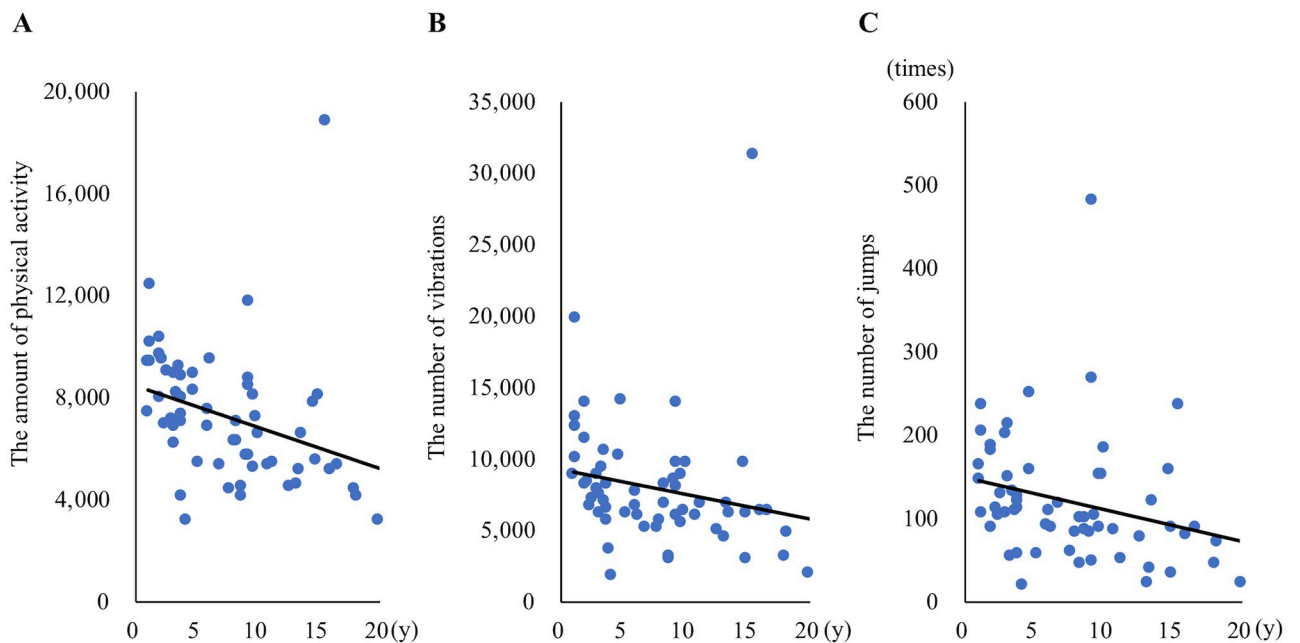 A
The amount of physical activity
20,000
16,000
12,000
8,000
4,000
0
0 5 10 15 20 (y)
B
The number of vibrations
35,000
30,000
25,000
20,000
15,000
10,000
5,000
0
0 5 10 15 20 (y)
C
(times)
The number of jumps
600
500
400
300
200
100
0
0 5 10 15 20 (y)